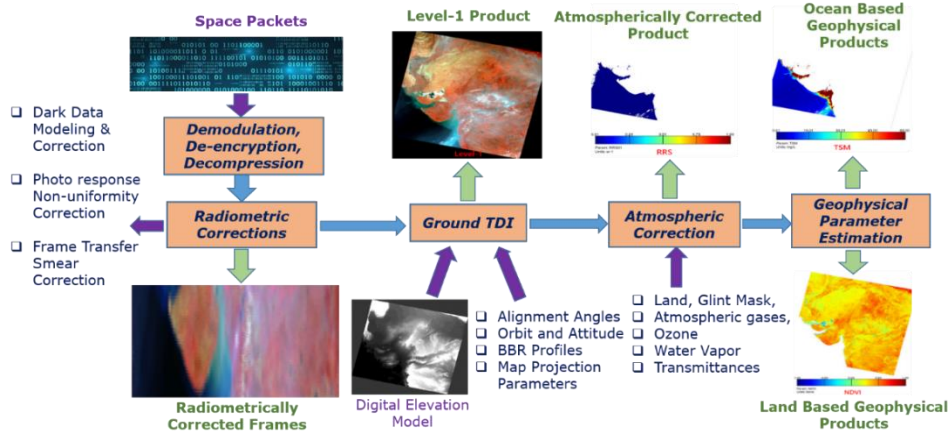 Space Packets
Level-1 Product
Atmospherically Corrected
Product
Ocean Based
Geophysical
Products
❑ Dark Data
Modeling &
Correction
❑ Photo response
Non-uniformity
Correction
❑ Frame Transfer
Smear
Correction
Demodulation,
De-encryption,
Decompression
Level-1
RRS
TSM
Radiometric
Corrections
Ground TDI
Atmospheric
Correction
Geophysical
Parameter
Estimation
Radiometrically
Corrected Frames
Digital Elevation
Model
❑ Alignment Angles
❑ Orbit and Attitude
❑ BBR Profiles
❑ Map Projection
Parameters
❑ Land, Glint Mask,
❑ Atmospheric gases,
❑ Ozone
❑ Water Vapor
❑ Transmittances
NDVI
Land Based Geophysical
Products